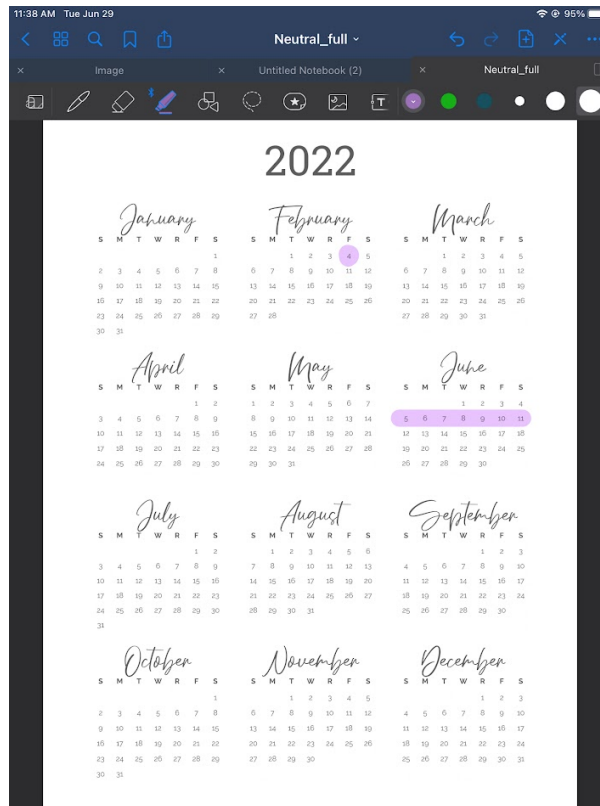 11:38 AM Tue Jun 29
95%
Neutral_full
Image
Untitled Notebook (2)
Neutral_full
2022
January
S M T W R F S
1
2 3 4 5 6 7 8
9 10 11 12 13 14 15
16 17 18 19 20 21 22
23 24 25 26 27 28 29
30 31
February
S M T W R F S
1 2 3 4 5
6 7 8 9 10 11 12
13 14 15 16 17 18 19
20 21 22 23 24 25 26
27 28
March
S M T W R F S
1 2 3 4 5
6 7 8 9 10 11 12
13 14 15 16 17 18 19
20 21 22 23 24 25 26
27 28 29 30 31
April
S M T W R F S
1 2
3 4 5 6 7 8 9
10 11 12 13 14 15 16
17 18 19 20 21 22 23
24 25 26 27 28 29 30
May
S M T W R F S
1 2 3 4 5 6 7
8 9 10 11 12 13 14
15 16 17 18 19 20 21
22 23 24 25 26 27 28
29 30 31
June
S M T W R F S
1 2 3 4
5 6 7 8 9 10 11
12 13 14 15 16 17 18
19 20 21 22 23 24 25
26 27 28 29 30
July
S M T W R F S
1 2
3 4 5 6 7 8 9
10 11 12 13 14 15 16
17 18 19 20 21 22 23
24 25 26 27 28 29 30
31
August
S M T W R F S
1 2 3 4 5 6
7 8 9 10 11 12 13
14 15 16 17 18 19 20
21 22 23 24 25 26 27
28 29 30 31
September
S M T W R F S
1 2 3
4 5 6 7 8 9 10
11 12 13 14 15 16 17
18 19 20 21 22 23 24
25 26 27 28 29 30
October
S M T W R F S
1
2 3 4 5 6 7 8
9 10 11 12 13 14 15
16 17 18 19 20 21 22
23 24 25 26 27 28 29
30 31
November
S M T W R F S
1 2 3 4 5
6 7 8 9 10 11 12
13 14 15 16 17 18 19
20 21 22 23 24 25 26
27 28 29 30
December
S M T W R F S
1 2 3
4 5 6 7 8 9 10
11 12 13 14 15 16 17
18 19 20 21 22 23 24
25 26 27 28 29 30 31